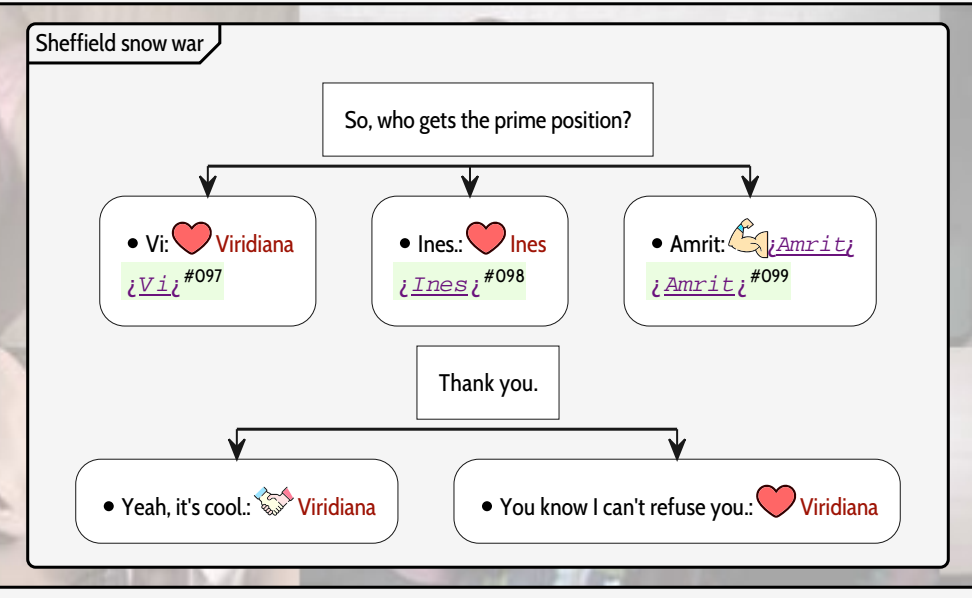 Sheffield snow war
So, who gets the prime position?
• Vi: Viridiana
¿Vi¿#097
• Ines.: Ines
¿Ines¿#098
• Amrit: ¿Amrit¿
¿Amrit¿#099
Thank you.
• Yeah, it's cool.: Viridiana
• You know I can't refuse you.: Viridiana